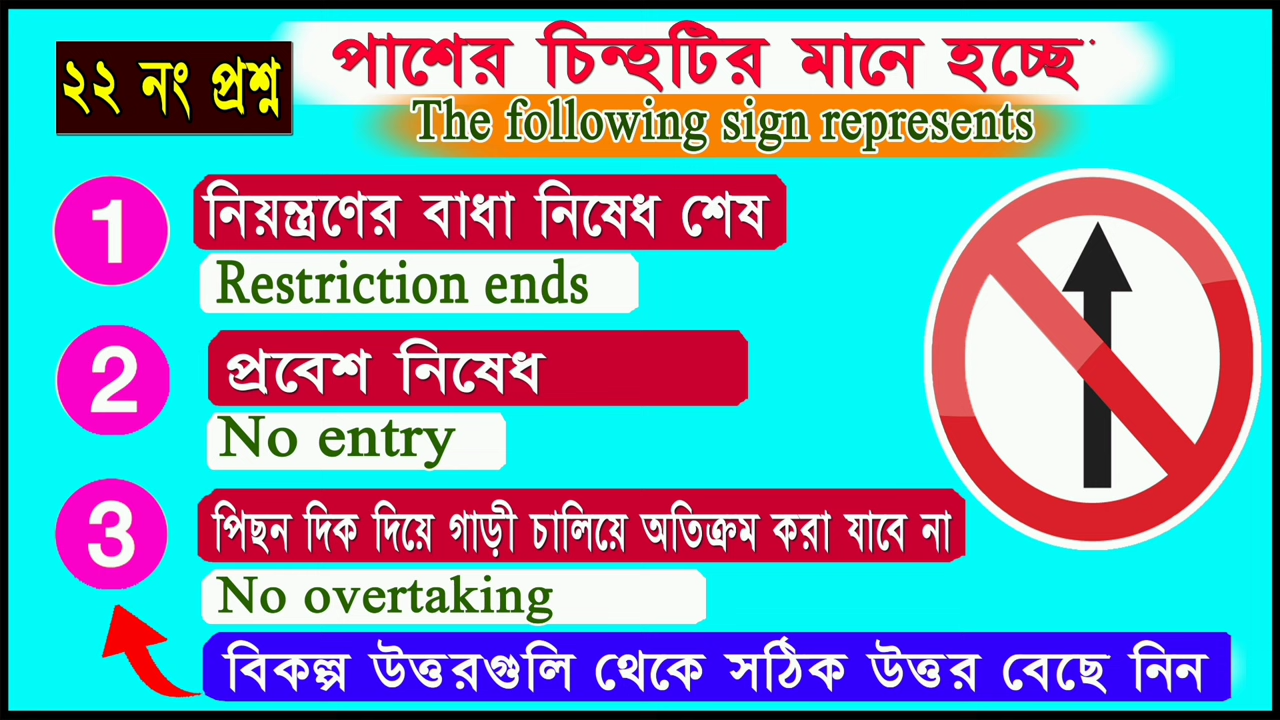 ২২ নং প্রশ্ন
পাশের চিন্হটির মানে হচ্ছে
The following sign represents
1
নিয়ন্ত্রণের বাধা নিষেধ শেষ
Restriction ends
2
প্রবেশ নিষেধ
No entry
3
পিছন দিক দিয়ে গাড়ী চালিয়ে অতিক্রম করা যাবে না
No overtaking
বিকল্প উত্তরগুলি থেকে সঠিক উত্তর বেছে নিন